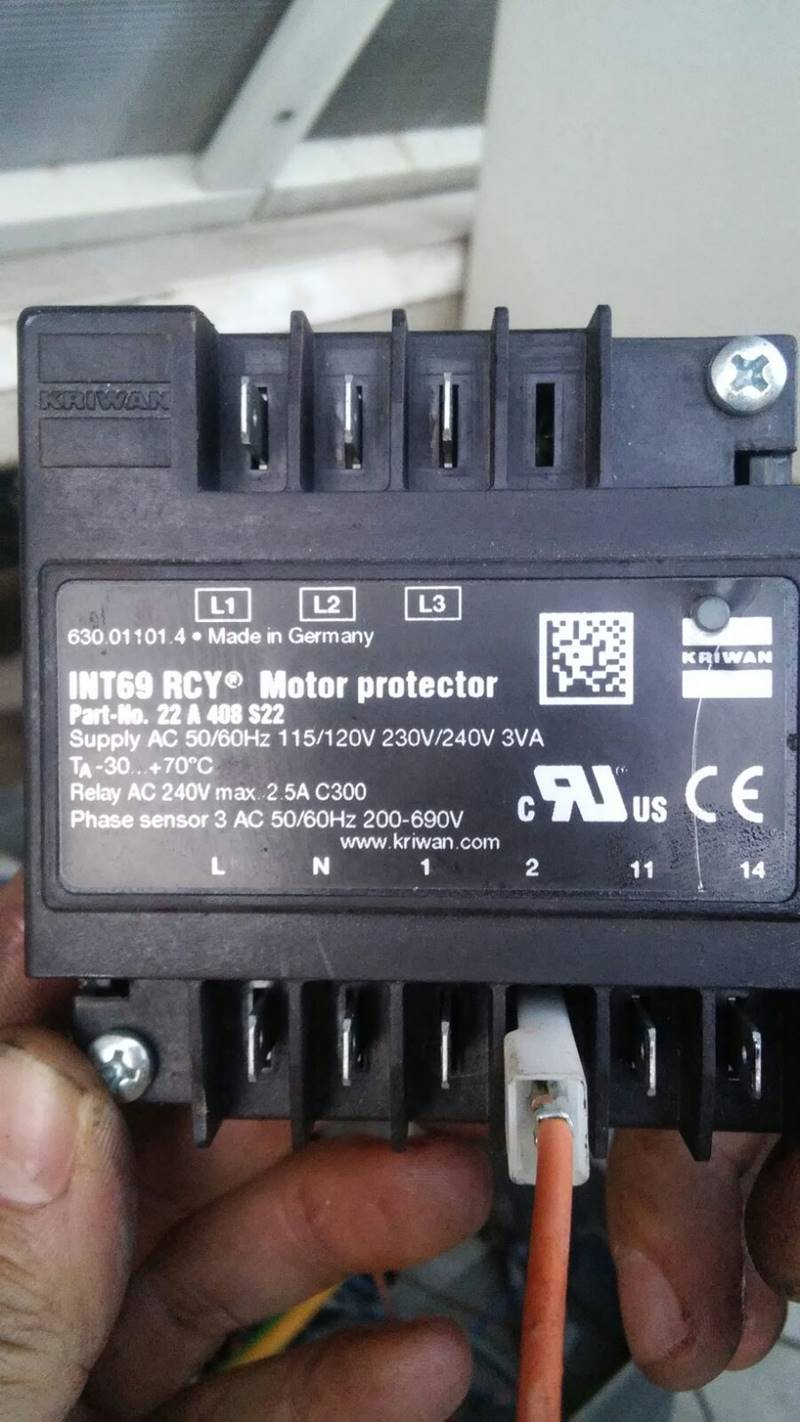 KRIWAN
L1 L2 L3
630.01101.4 • Made in Germany
KRIWAN
INT69 RCY® Motor protector
Part-No. 22 A 408 S22
Supply AC 50/60Hz 115/120V 230V/240V 3VA
TA -30...+70°C
Relay AC 240V max. 2.5A C300
Phase sensor 3 AC 50/60Hz 200-690V
www.kriwan.com
C RU US CE
L N 1 2 11 14